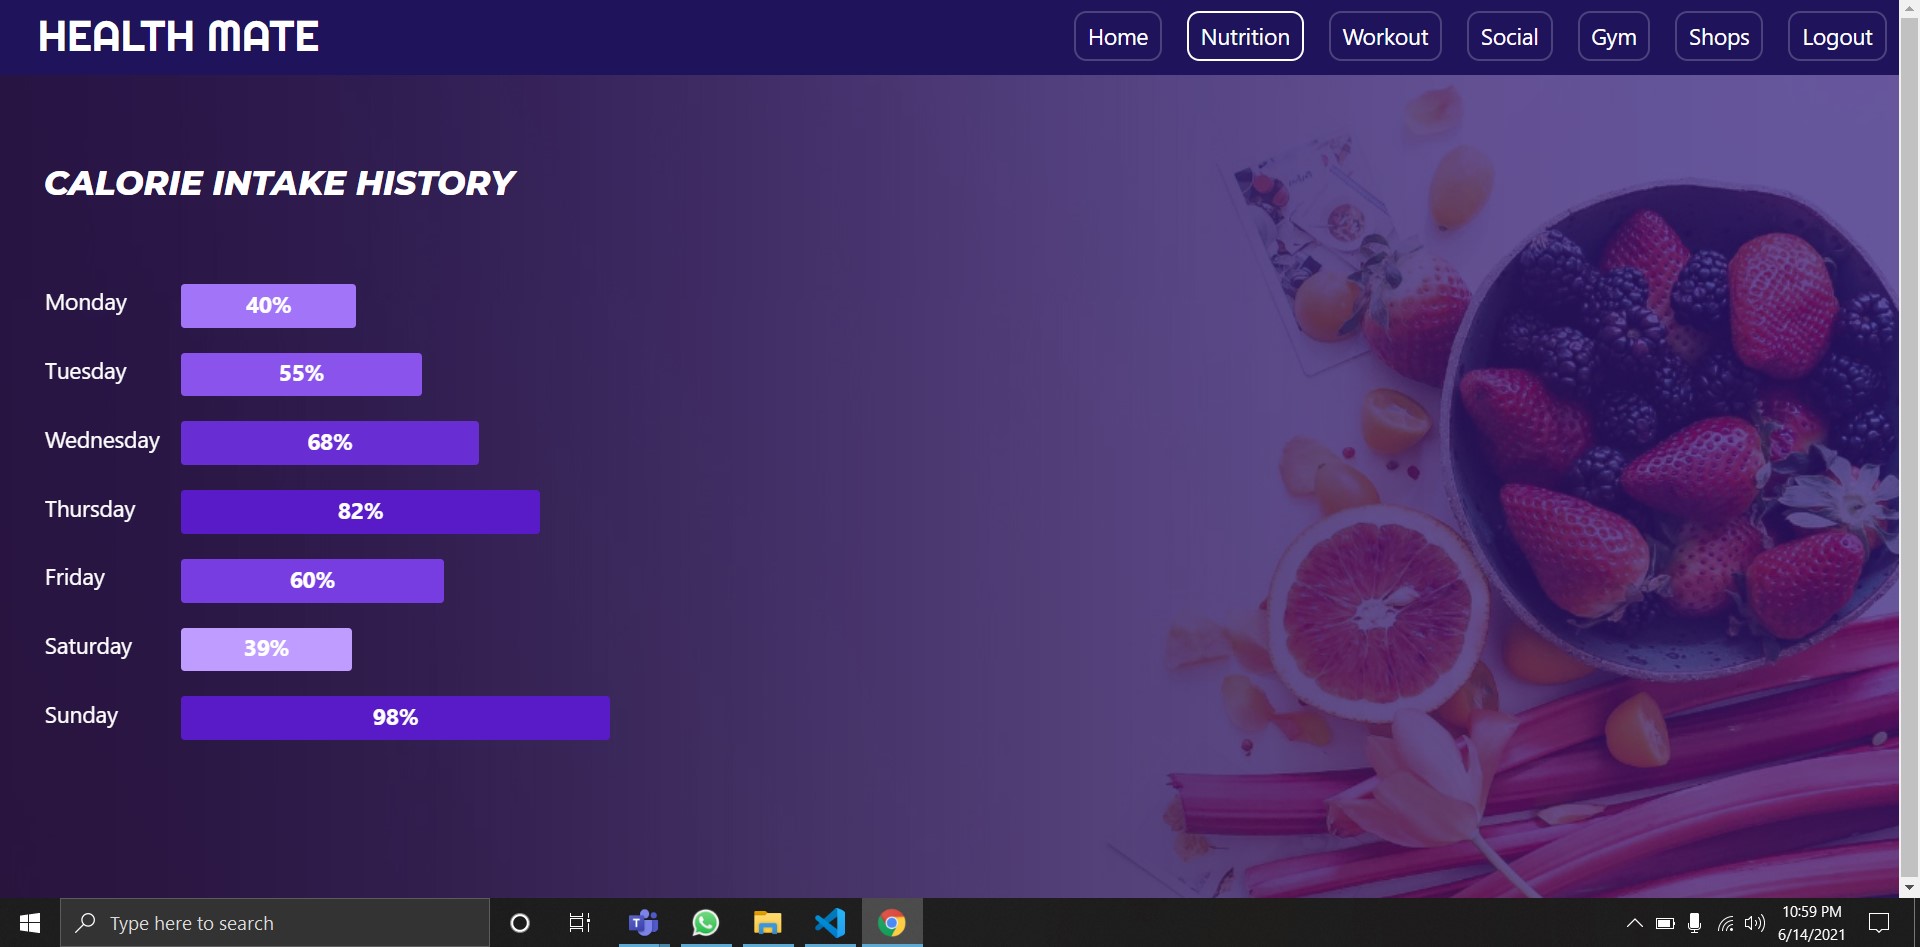 HEALTH MATE
Home Nutrition Workout Social Gym Shops Logout
CALORIE INTAKE HISTORY
Monday 40%
Tuesday 55%
Wednesday 68%
Thursday 82%
Friday 60%
Saturday 39%
Sunday 98%
Type here to search
10:59 PM
6/14/2021